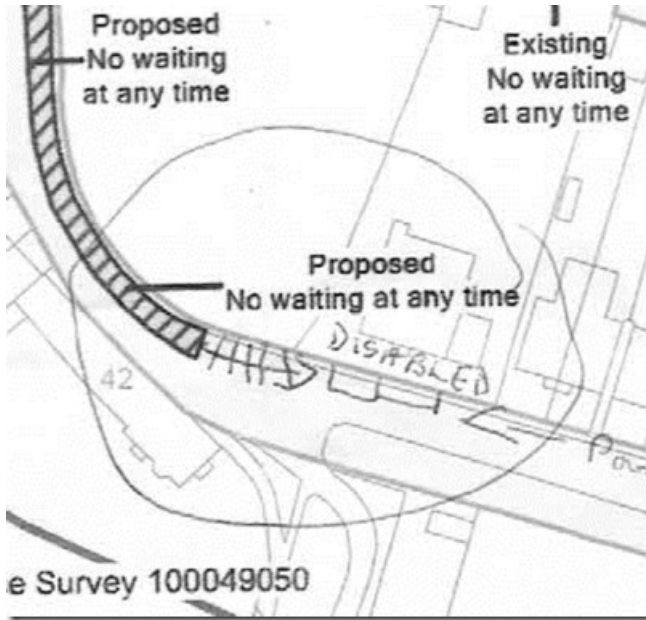 Proposed
No waiting
at any time
Existing
No waiting
at any time
Proposed
No waiting at any time
DISABLED
42
e Survey 100049050